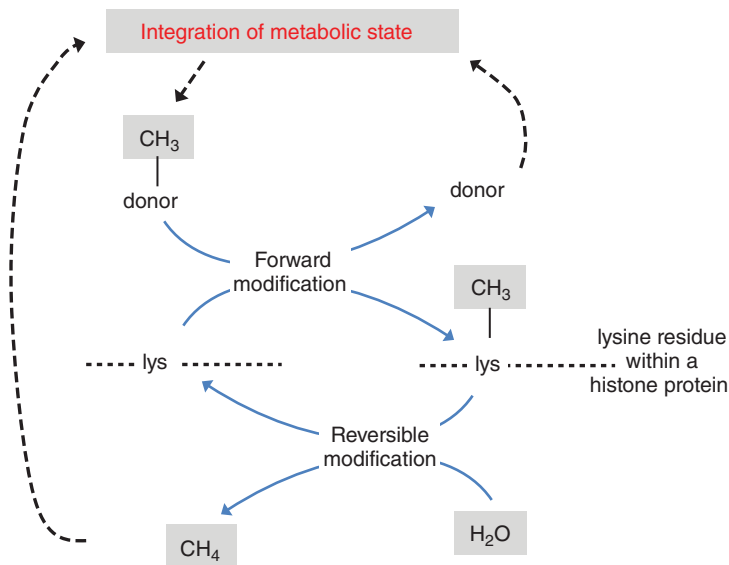 Integration of metabolic state
CH₃
donor
donor
Forward
modification
CH₃
lys
lys
lysine residue
within a
histone protein
Reversible
modification
CH₄
H₂O